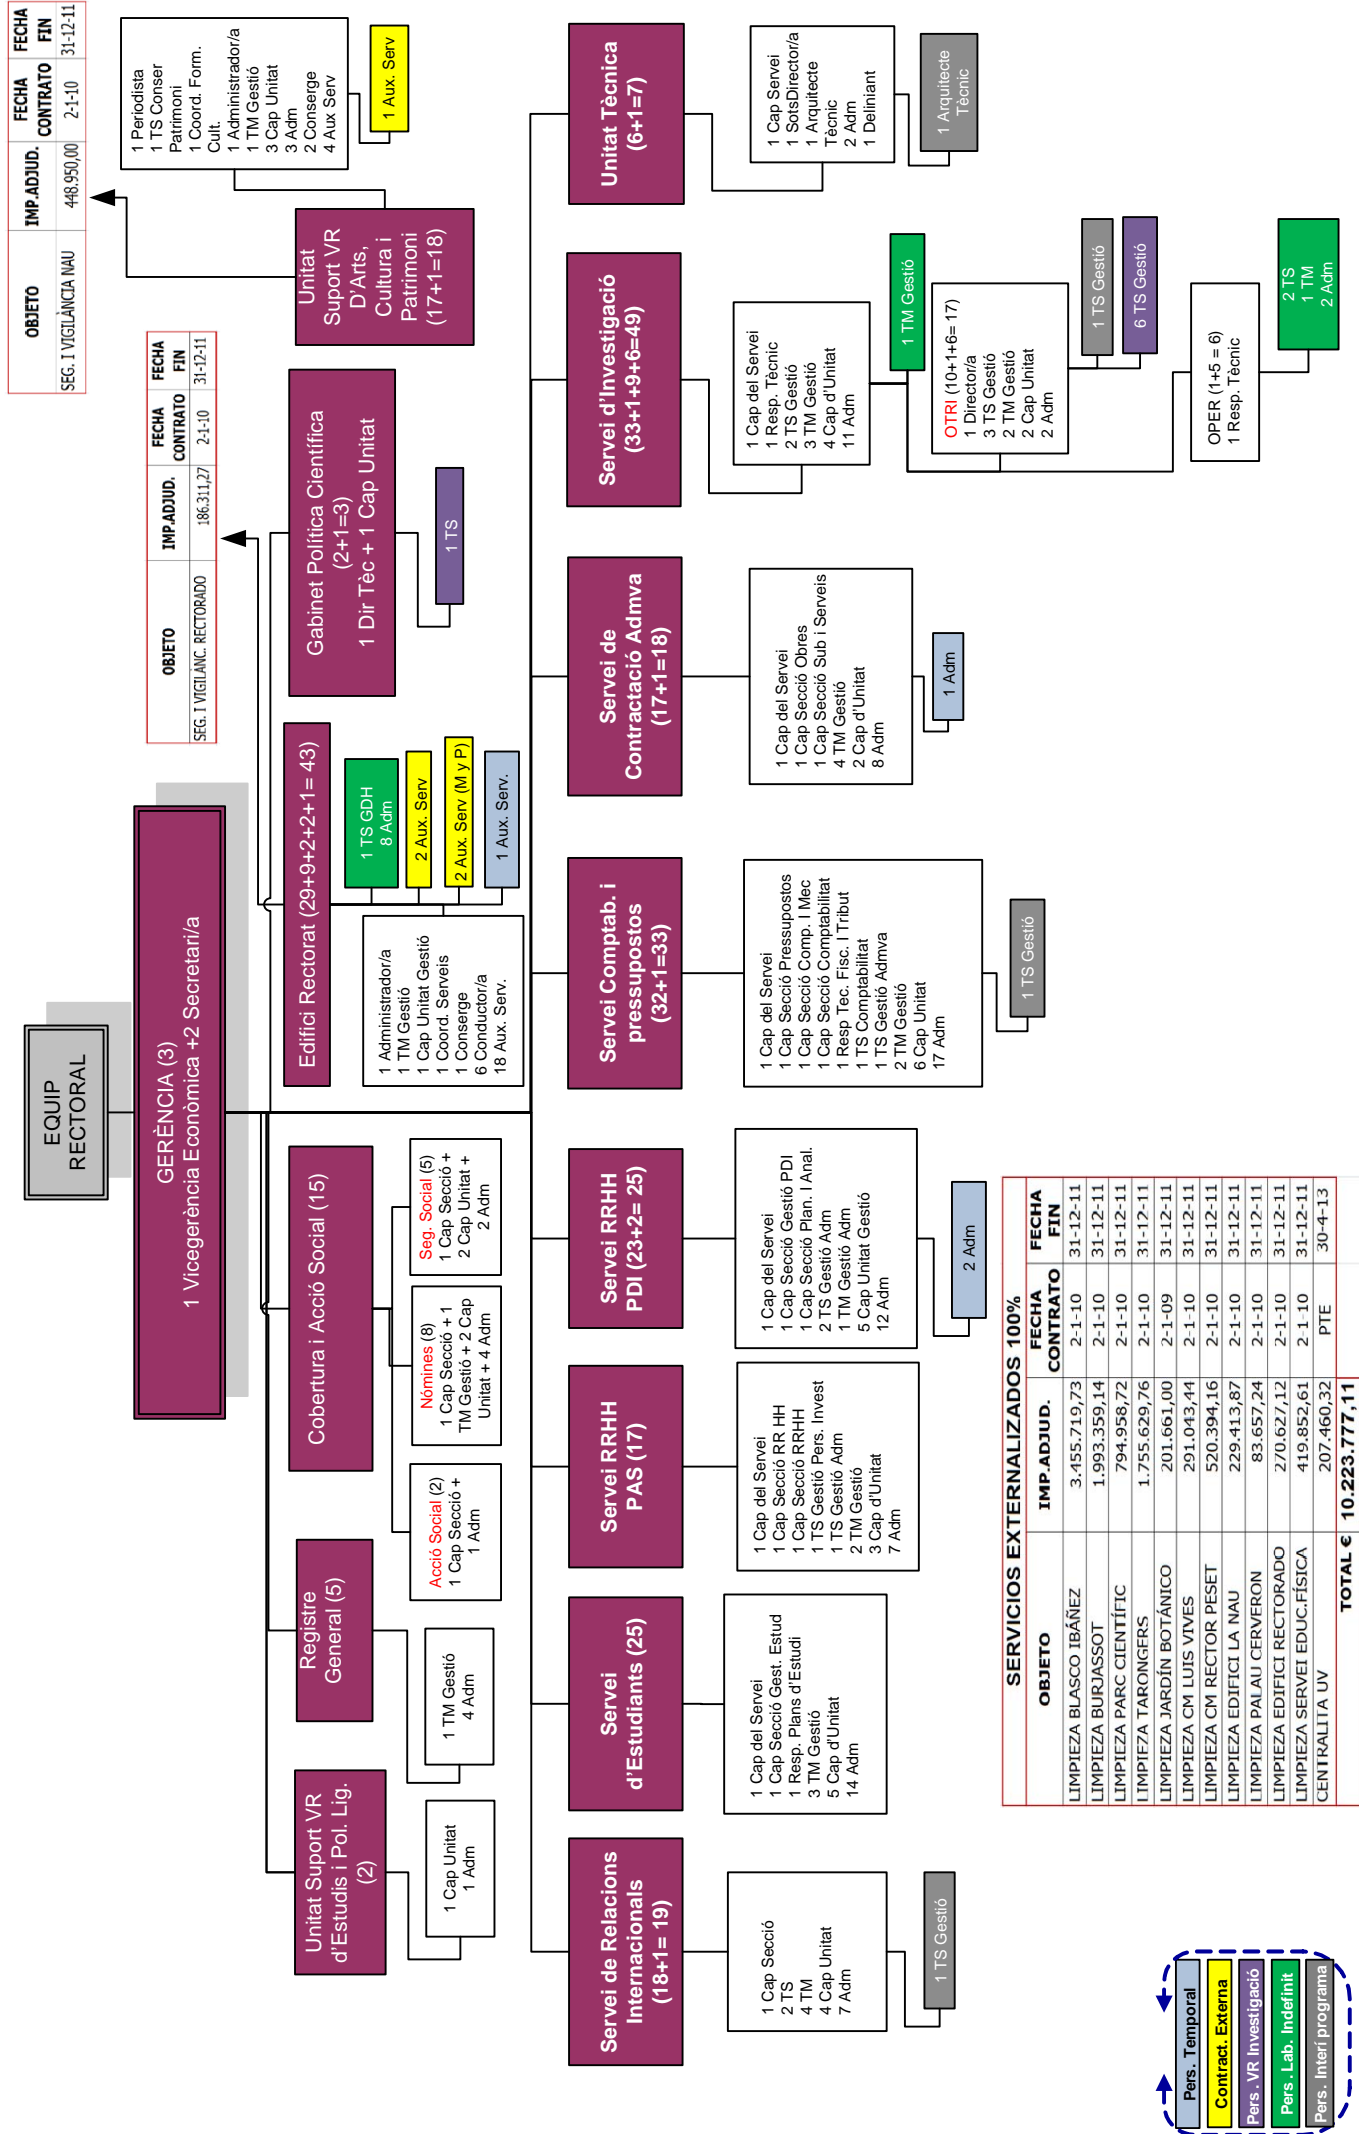 EQUIP
RECTORAL
GERÈNCIA (3)
1 Vicegerència Econòmica +2 Secretari/a
Unitat Suport VR
d'Estudis i Pol. Lig.
(2)
1 Cap Unitat
1 Adm
Registre
General (5)
1 TM Gestió
4 Adm
Cobertura i Acció Social (15)
Acció Social (2)
1 Cap Secció +
1 Adm
Nómines (8)
1 Cap Secció + 1
TM Gestió + 2 Cap
Unitat + 4 Adm
Seg. Social (5)
1 Cap Secció +
2 Cap Unitat +
2 Adm
Edifici Rectorat (29+9+2+2+1= 43)
1 Administrador/a
1 TM Gestió
1 Cap Unitat Gestió
1 Coord. Serveis
1 Conserge
6 Conductor/a
18 Aux. Serv.
1 TS GDH
8 Adm
2 Aux. Serv
2 Aux. Serv (M y P)
1 Aux. Serv.
OBJETO
IMP.ADJUD.
FECHA
CONTRATO
FECHA
FIN
SEG. I VIGILÀNC. RECTORADO
186.311,27
2-1-10
31-12-11
Gabinet Política Científica
(2+1=3)
1 Dir Tèc + 1 Cap Unitat
1 TS
Unitat
Suport VR
D'Arts,
Cultura i
Patrimoni
(17+1=18)
1 Periodista
1 TS Conser
Patrimoni
1 Coord. Form.
Cult.
1 Administrador/a
1 TM Gestió
3 Cap Unitat
3 Adm
2 Conserge
4 Aux Serv
1 Aux. Serv
OBJETO
IMP.ADJUD.
FECHA
CONTRATO
FECHA
FIN
SEG. I VIGILÀNCIA NAU
448.950,00
2-1-10
31-12-11
Servei de Relacions
Internacionals
(18+1= 19)
1 Cap Secció
2 TS
4 TM
4 Cap Unitat
7 Adm
1 TS Gestió
Servei
d'Estudiants (25)
1 Cap del Servei
1 Cap Secció Gest. Estud
1 Resp. Plans d'Estudi
3 TM Gestió
5 Cap d'Unitat
14 Adm
Servei RRHH
PAS (17)
1 Cap del Servei
1 Cap Secció RR HH
1 Cap Secció RRHH
1 TS Gestió Pers. Invest
1 TS Gestió Adm
2 TM Gestió
3 Cap d'Unitat
7 Adm
Servei RRHH
PDI (23+2= 25)
1 Cap del Servei
1 Cap Secció Gestió PDI
1 Cap Secció Plan. I Anal.
2 TS Gestió Adm
1 TM Gestió Adm
5 Cap Unitat Gestió
12 Adm
2 Adm
Servei Comptab. i
pressupostos
(32+1=33)
1 Cap del Servei
1 Cap Secció Pressupostos
1 Cap Secció Comp. I Mec
1 Cap Secció Comptabilitat
1 Resp Tec. Fisc. I Tribut
1 TS Comptabilitat
1 TS Gestió Admva
2 TM Gestió
6 Cap Unitat
17 Adm
1 TS Gestió
Servei de
Contractació Admva
(17+1=18)
1 Cap del Servei
1 Cap Secció Obres
1 Cap Secció Sub i Serveis
4 TM Gestió
2 Cap d'Unitat
8 Adm
1 Adm
Servei d'Investigació
(33+1+9+6=49)
1 Cap del Servei
1 Resp. Tècnic
2 TS Gestió
3 TM Gestió
4 Cap d'Unitat
11 Adm
1 TM Gestió
OTRI (10+1+6= 17)
1 Director/a
3 TS Gestió
2 TM Gestió
2 Cap Unitat
2 Adm
1 TS Gestió
6 TS Gestió
OPER (1+5 = 6)
1 Resp. Tècnic
2 TS
1 TM
2 Adm
Unitat Tècnica
(6+1=7)
1 Cap Servei
1 SotsDirector/a
1 Arquitecte
Tècnic
2 Adm
1 Deliniant
1 Arquitecte
Tècnic
Pers. Temporal
Contract. Externa
Pers. VR Investigació
Pers. Lab. Indefinit
Pers. Interí programa
SERVICIOS EXTERNALIZADOS 100%
OBJETO IMP.ADJUD. FECHA CONTRATO FECHA FIN
LIMPIEZA BLASCO IBÁÑEZ 3.455.719,73 2-1-10 31-12-11
LIMPIEZA BURJASSOT 1.993.359,14 2-1-10 31-12-11
LIMPIEZA PARC CIENTÍFIC 794.958,72 2-1-10 31-12-11
LIMPIEZA TARONGERS 1.755.629,76 2-1-10 31-12-11
LIMPIEZA JARDÍN BOTÁNICO 201.661,00 2-1-09 31-12-11
LIMPIEZA CM LUIS VIVES 291.043,44 2-1-10 31-12-11
LIMPIEZA CM RECTOR PESET 520.394,16 2-1-10 31-12-11
LIMPIEZA EDIFICI LA NAU 229.413,87 2-1-10 31-12-11
LIMPIEZA PALAU CERVERON 83.657,24 2-1-10 31-12-11
LIMPIEZA EDIFICI RECTORADO 270.627,12 2-1-10 31-12-11
LIMPIEZA SERVEI EDUC.FÍSICA 419.852,61 2-1-10 31-12-11
CENTRALITA UV 207.460,32 PTE 30-4-13
TOTAL € 10.223.777,11